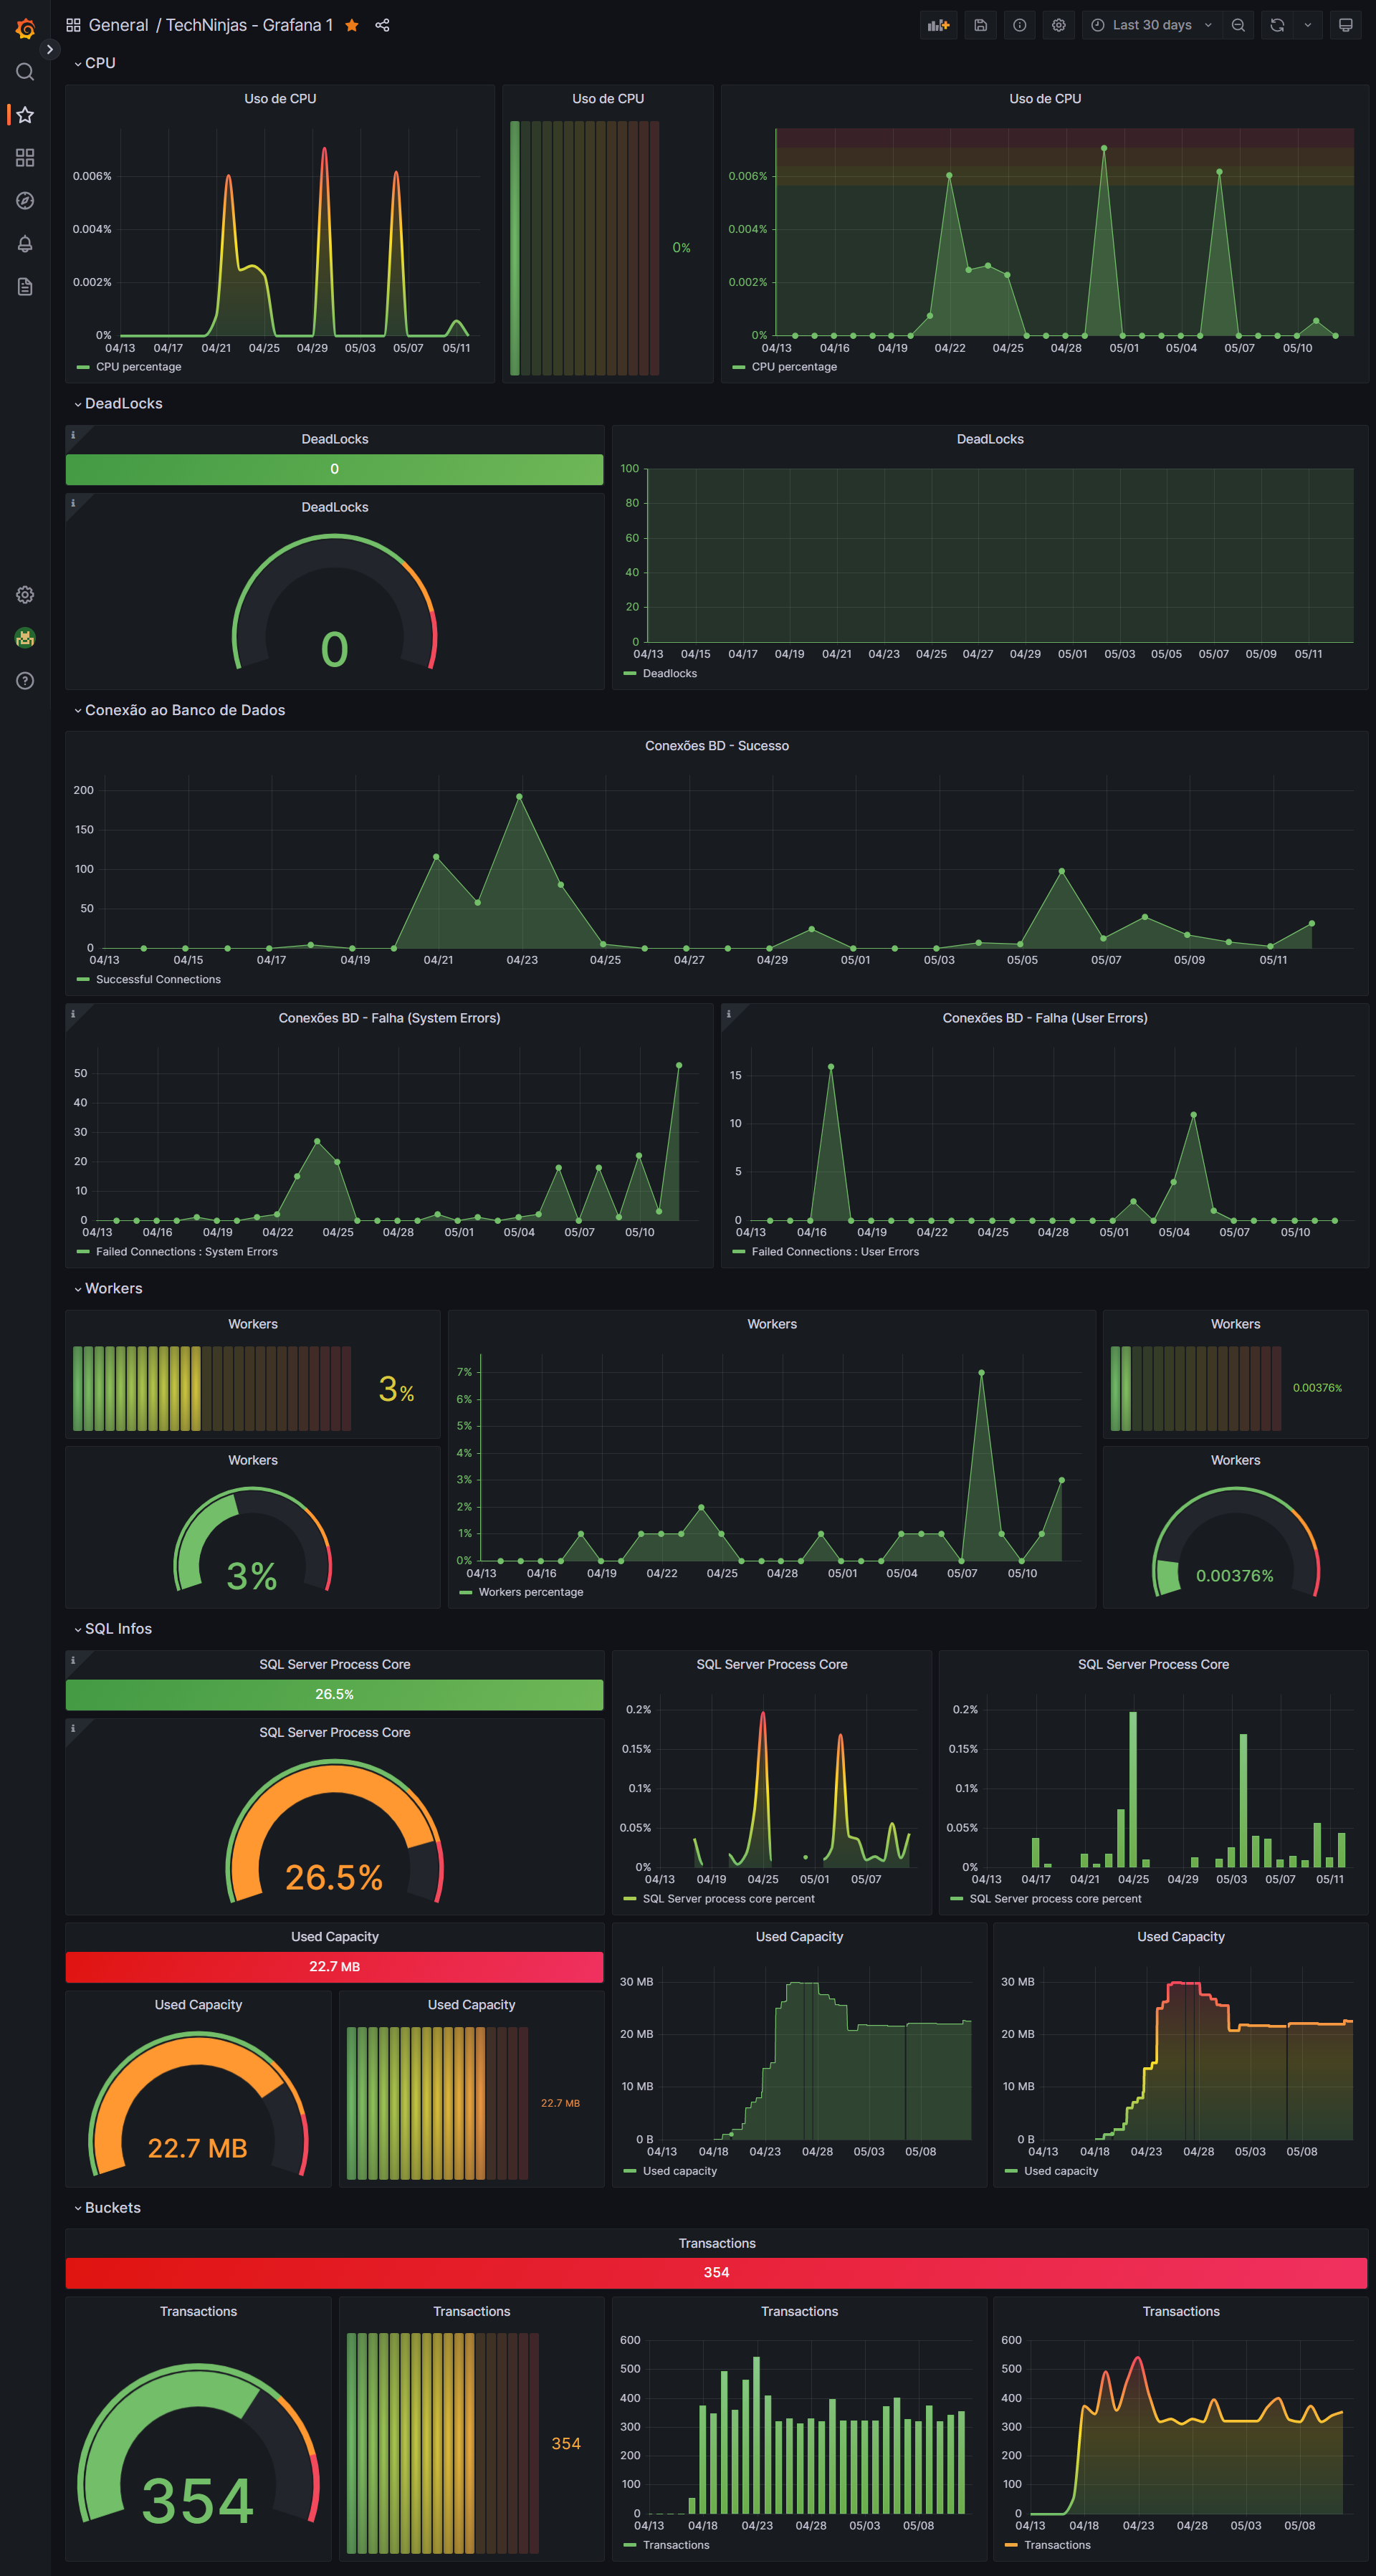 General / TechNinjas - Grafana 1
Last 30 days
CPU
Uso de CPU
0.006%
0.004%
0.002%
0%
04/13 04/17 04/21 04/25 04/29 05/03 05/07 05/11
CPU percentage
Uso de CPU
0%
Uso de CPU
0.006%
0.004%
0.002%
0%
04/13 04/16 04/19 04/22 04/25 04/28 05/01 05/04 05/07 05/10
CPU percentage
DeadLocks
DeadLocks
0
DeadLocks
0
DeadLocks
100
80
60
40
20
0
04/13 04/15 04/17 04/19 04/21 04/23 04/25 04/27 04/29 05/01 05/03 05/05 05/07 05/09 05/11
Deadlocks
Conexão ao Banco de Dados
Conexões BD - Sucesso
200
150
100
50
0
04/13 04/15 04/17 04/19 04/21 04/23 04/25 04/27 04/29 05/01 05/03 05/05 05/07 05/09 05/11
Successful Connections
Conexões BD - Falha (System Errors)
50
40
30
20
10
0
04/13 04/16 04/19 04/22 04/25 04/28 05/01 05/04 05/07 05/10
Failed Connections : System Errors
Conexões BD - Falha (User Errors)
15
10
5
0
04/13 04/16 04/19 04/22 04/25 04/28 05/01 05/04 05/07 05/10
Failed Connections : User Errors
Workers
Workers
3%
Workers
3%
Workers
7%
6%
5%
4%
3%
2%
1%
0%
04/13 04/16 04/19 04/22 04/25 04/28 05/01 05/04 05/07 05/10
Workers percentage
Workers
0.00376%
Workers
0.00376%
SQL Infos
SQL Server Process Core
26.5%
SQL Server Process Core
26.5%
SQL Server Process Core
0.2%
0.15%
0.1%
0.05%
0%
04/13 04/19 04/25 05/01 05/07
SQL Server process core percent
SQL Server Process Core
0.2%
0.15%
0.1%
0.05%
0%
04/13 04/17 04/21 04/25 04/29 05/03 05/07 05/11
SQL Server process core percent
Used Capacity
22.7 MB
Used Capacity
22.7 MB
Used Capacity
22.7 MB
Used Capacity
30 MB
20 MB
10 MB
0 B
04/13 04/18 04/23 04/28 05/03 05/08
Used capacity
Used Capacity
30 MB
20 MB
10 MB
0 B
04/13 04/18 04/23 04/28 05/03 05/08
Used capacity
Buckets
Transactions
354
Transactions
354
Transactions
354
Transactions
600
500
400
300
200
100
0
04/13 04/18 04/23 04/28 05/03 05/08
Transactions
Transactions
600
500
400
300
200
100
0
04/13 04/18 04/23 04/28 05/03 05/08
Transactions